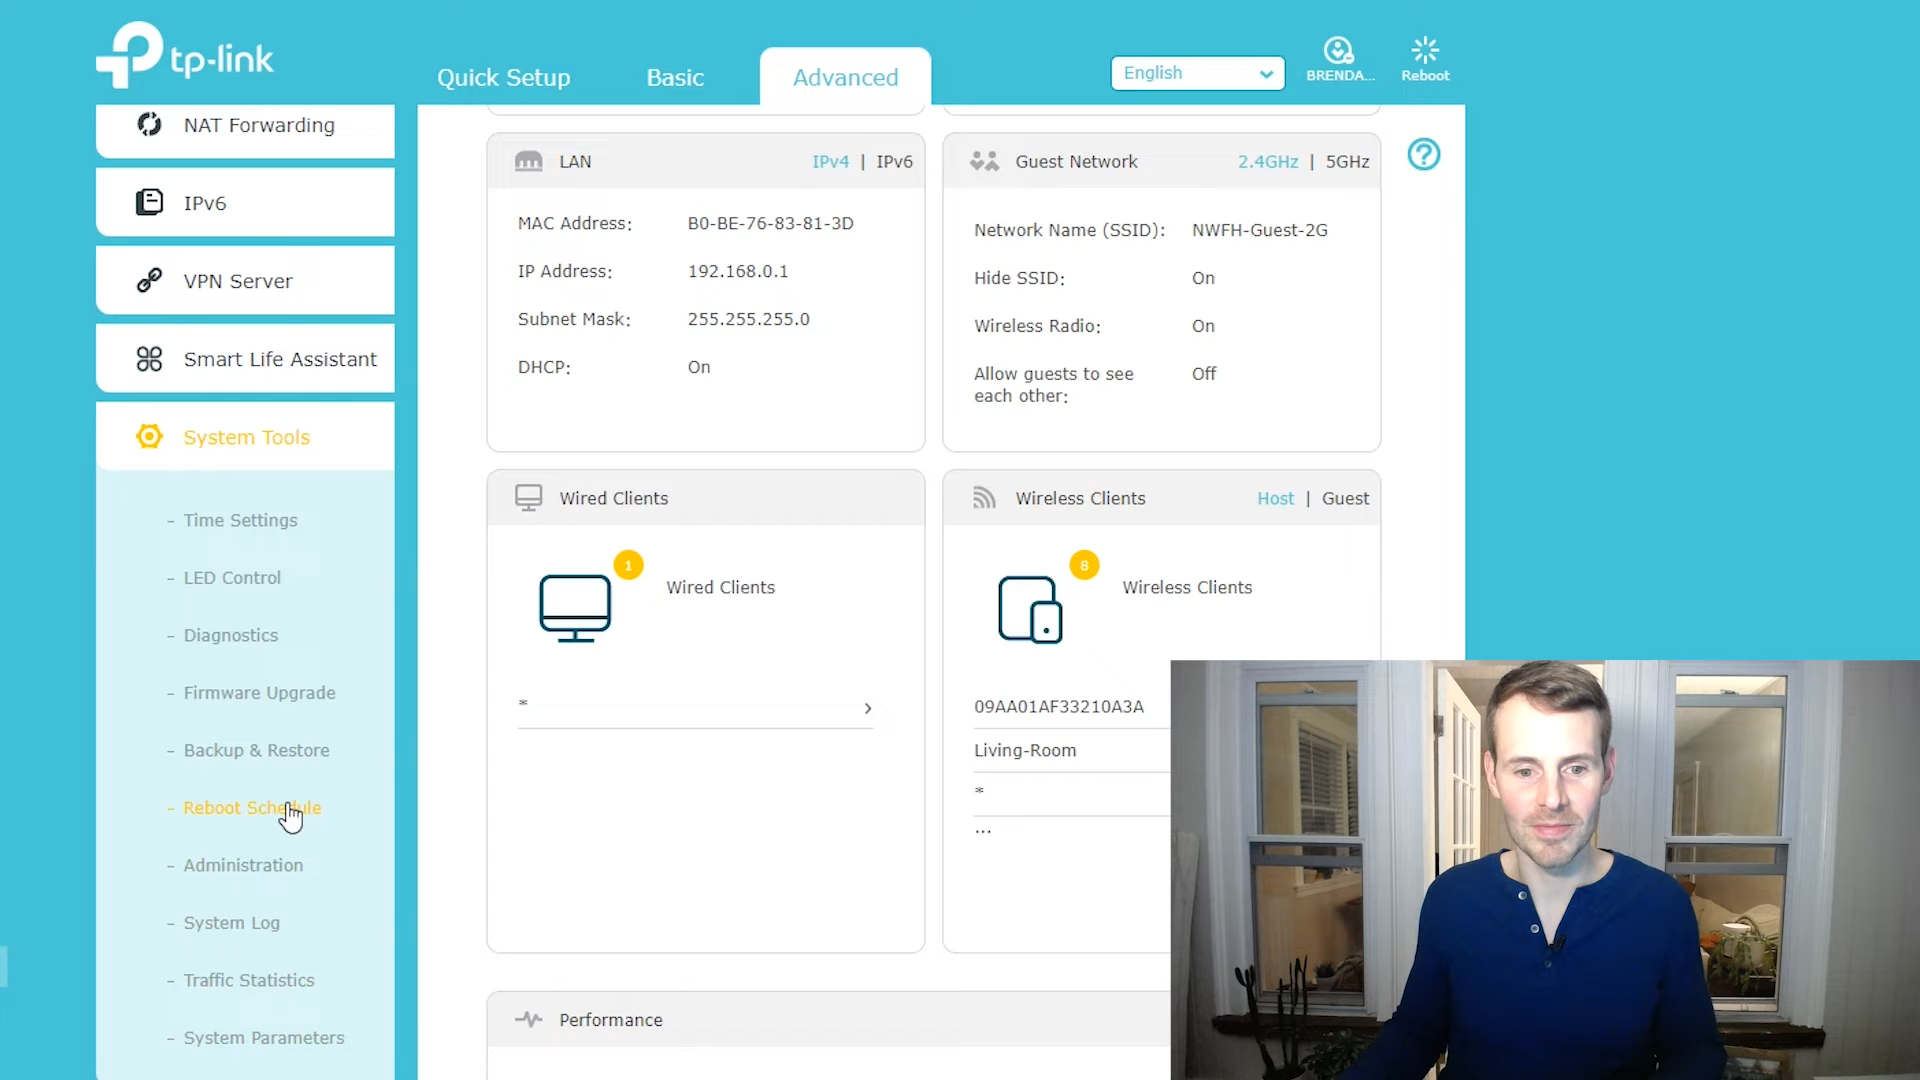 tp-link
Quick Setup
Basic
Advanced
English
BRENDA...
Reboot
NAT Forwarding
IPv6
VPN Server
Smart Life Assistant
System Tools
- Time Settings
- LED Control
- Diagnostics
- Firmware Upgrade
- Backup & Restore
- Reboot Schedule
- Administration
- System Log
- Traffic Statistics
- System Parameters
LAN IPv4 | IPv6
MAC Address: B0-BE-76-83-81-3D
IP Address: 192.168.0.1
Subnet Mask: 255.255.255.0
DHCP: On
Guest Network 2.4GHz | 5GHz
Network Name (SSID): NWFH-Guest-2G
Hide SSID: On
Wireless Radio: On
Allow guests to see Off
each other:
?
Wired Clients
1
Wired Clients
*
Wireless Clients Host | Guest
8
Wireless Clients
09AA01AF33210A3A
Living-Room
*
...
Performance